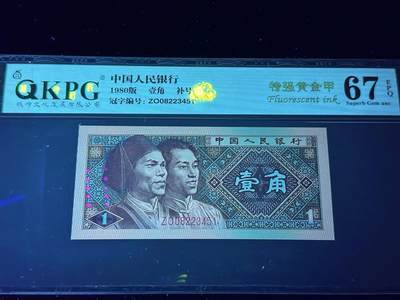 QKPG
中国人民银行
1980版 壹角 补号
冠字编号: ZO08223451
特强黄金甲
Fluorescent ink
67
EPQ
Superb Gem unc
中国人民银行
壹角
1
ZO08223451
1